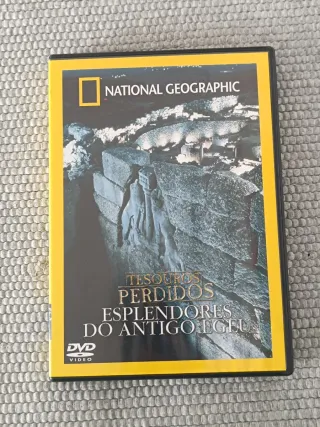 NATIONAL GEOGRAPHIC
TESOUROS
PERDIDOS
ESPLENDORES
DO ANTIGO EGEU
DVD
VIDEO